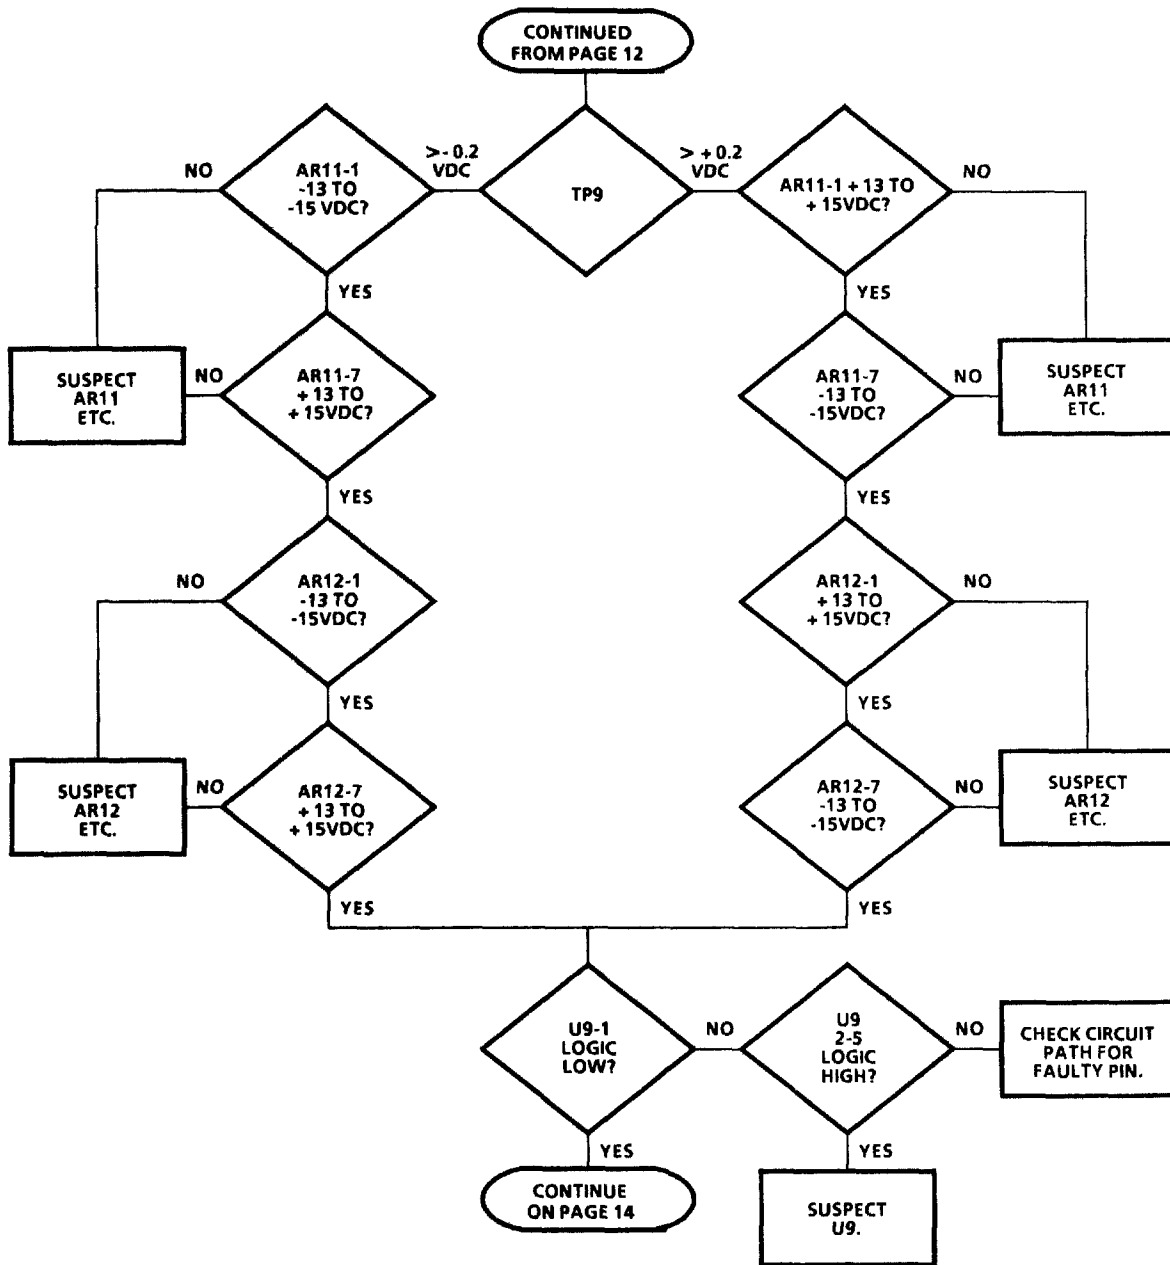 CONTINUED
FROM PAGE 12
NO
AR11-1
-13 TO
-15 VDC?
> - 0.2
VDC
TP9
> + 0.2
VDC
AR11-1 + 13 TO
+ 15VDC?
NO
YES
YES
SUSPECT
AR11
ETC.
NO
AR11-7
+ 13 TO
+ 15VDC?
AR11-7
-13 TO
-15VDC?
NO
SUSPECT
AR11
ETC.
YES
YES
NO
AR12-1
-13 TO
-15VDC?
AR12-1
+ 13 TO
+ 15VDC?
NO
YES
YES
SUSPECT
AR12
ETC.
NO
AR12-7
+ 13 TO
+ 15VDC?
AR12-7
-13 TO
-15VDC?
NO
SUSPECT
AR12
ETC.
YES
YES
U9-1
LOGIC
LOW?
NO
U9
2-5
LOGIC
HIGH?
NO
CHECK CIRCUIT
PATH FOR
FAULTY PIN.
YES
YES
CONTINUE
ON PAGE 14
SUSPECT
U9.